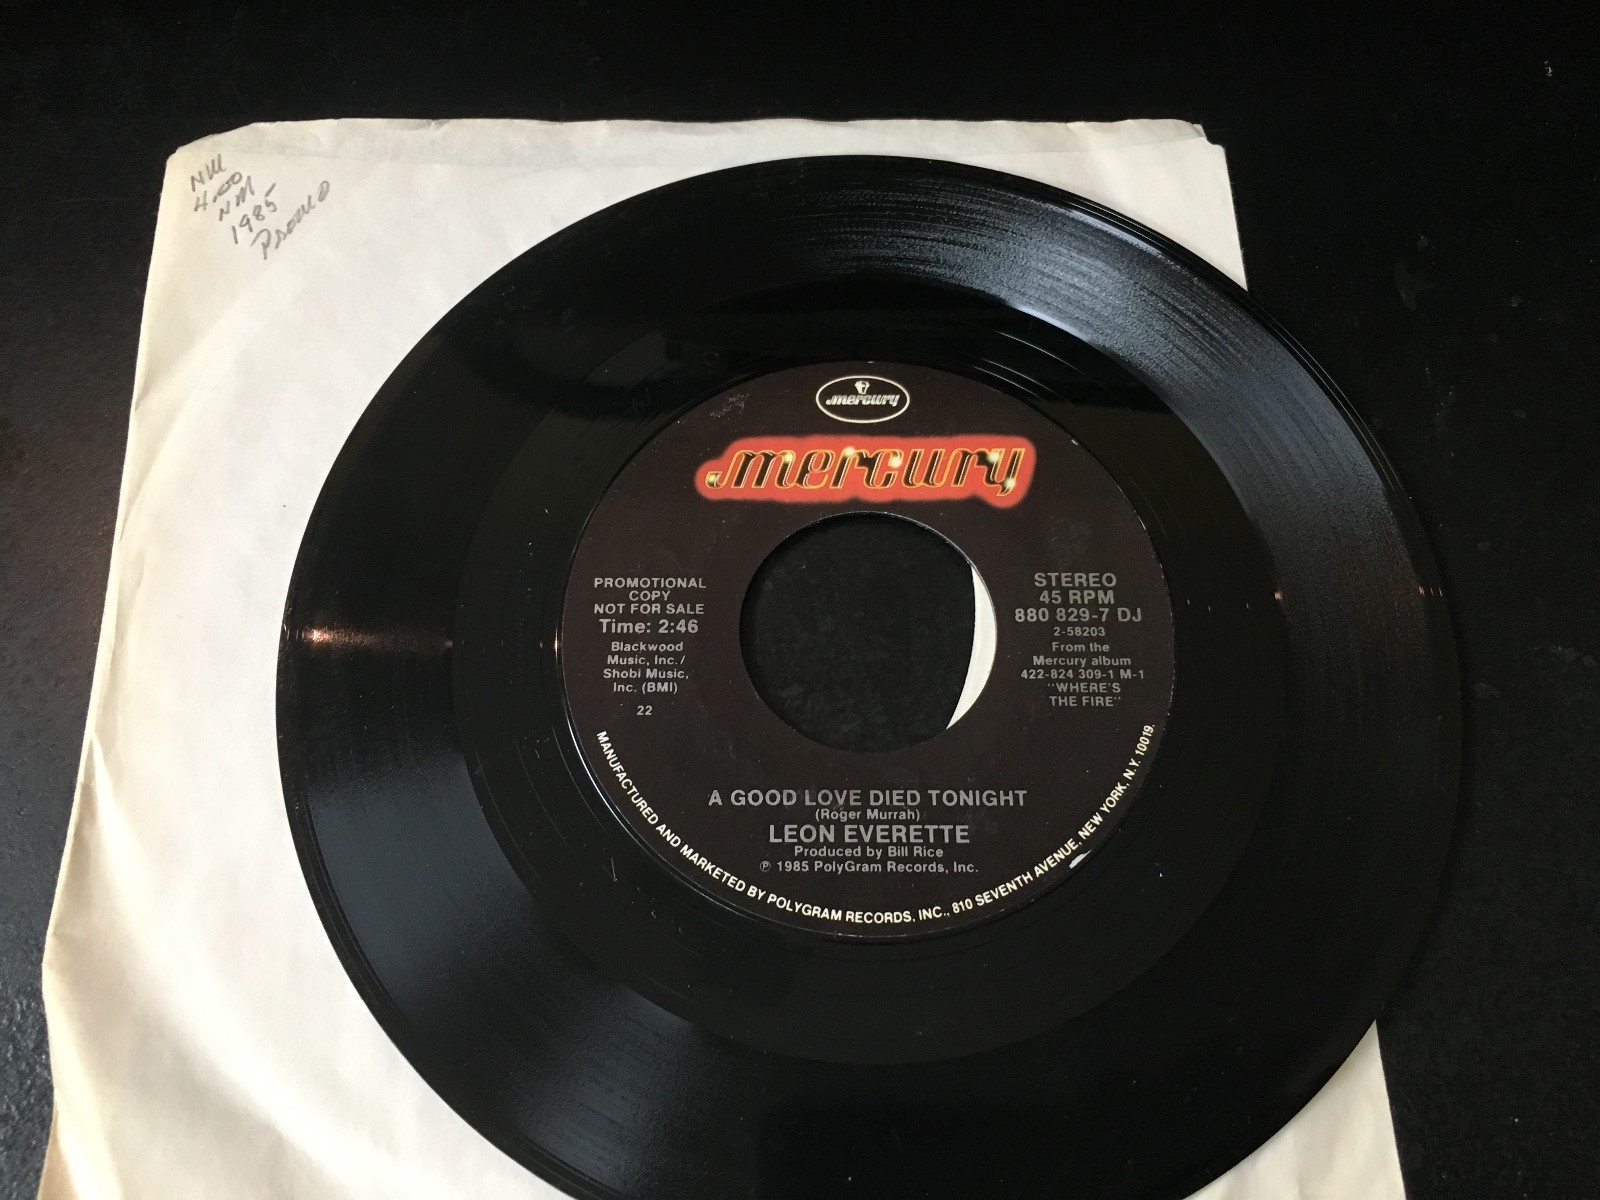 NM
4.00
NM
1985
Promo
mercury
mercury
PROMOTIONAL
COPY
NOT FOR SALE
Time: 2:46
Blackwood
Music, Inc./
Shobi Music,
Inc. (BMI)
22
STEREO
45 RPM
880 829-7 DJ
2-58203
From the
Mercury album
422-824 309-1 M-1
"WHERE'S
THE FIRE"
A GOOD LOVE DIED TONIGHT
(Roger Murrah)
LEON EVERETTE
Produced by Bill Rice
℗ 1985 PolyGram Records, Inc.
MANUFACTURED AND MARKETED BY POLYGRAM RECORDS, INC., 810 SEVENTH AVENUE, NEW YORK, N.Y. 10019.